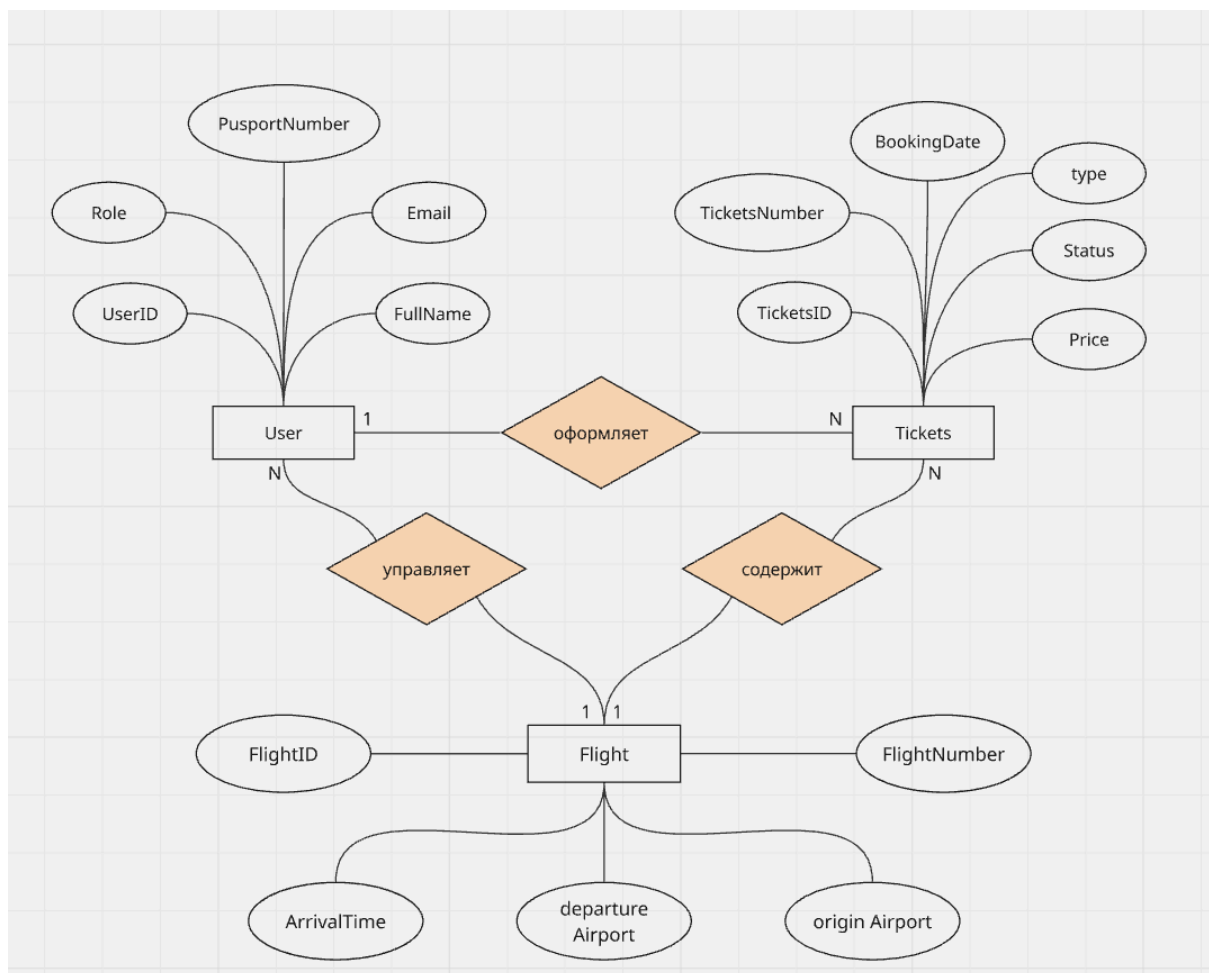 PusportNumber
BookingDate
type
Role
Email
TicketsNumber
Status
UserID
FullName
TicketsID
Price
User
1
оформляет
N
Tickets
N
N
управляет
содержит
1
1
FlightID
Flight
FlightNumber
ArrivalTime
departure
Airport
origin Airport